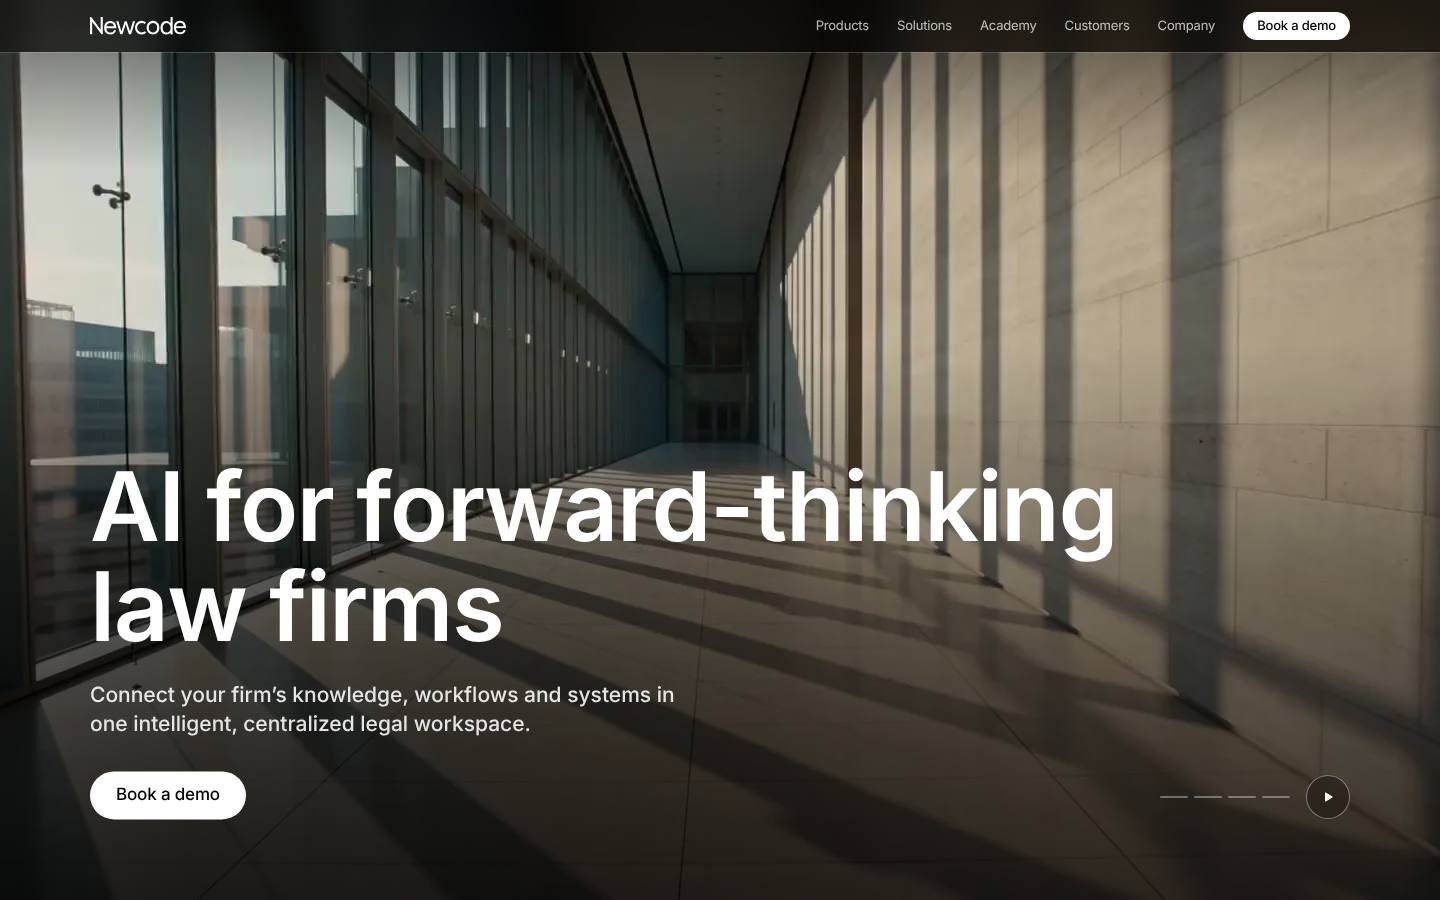 Newcode
Products Solutions Academy Customers Company Book a demo
AI for forward-thinking
law firms
Connect your firm’s knowledge, workflows and systems in
one intelligent, centralized legal workspace.
Book a demo